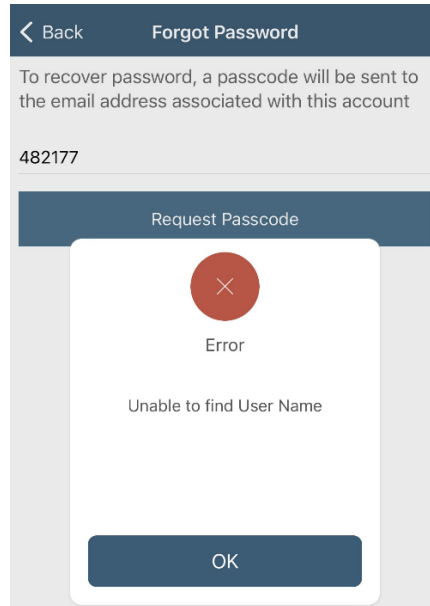 Back
Forgot Password
To recover password, a passcode will be sent to
the email address associated with this account
482177
Request Passcode
Error
Unable to find User Name
OK